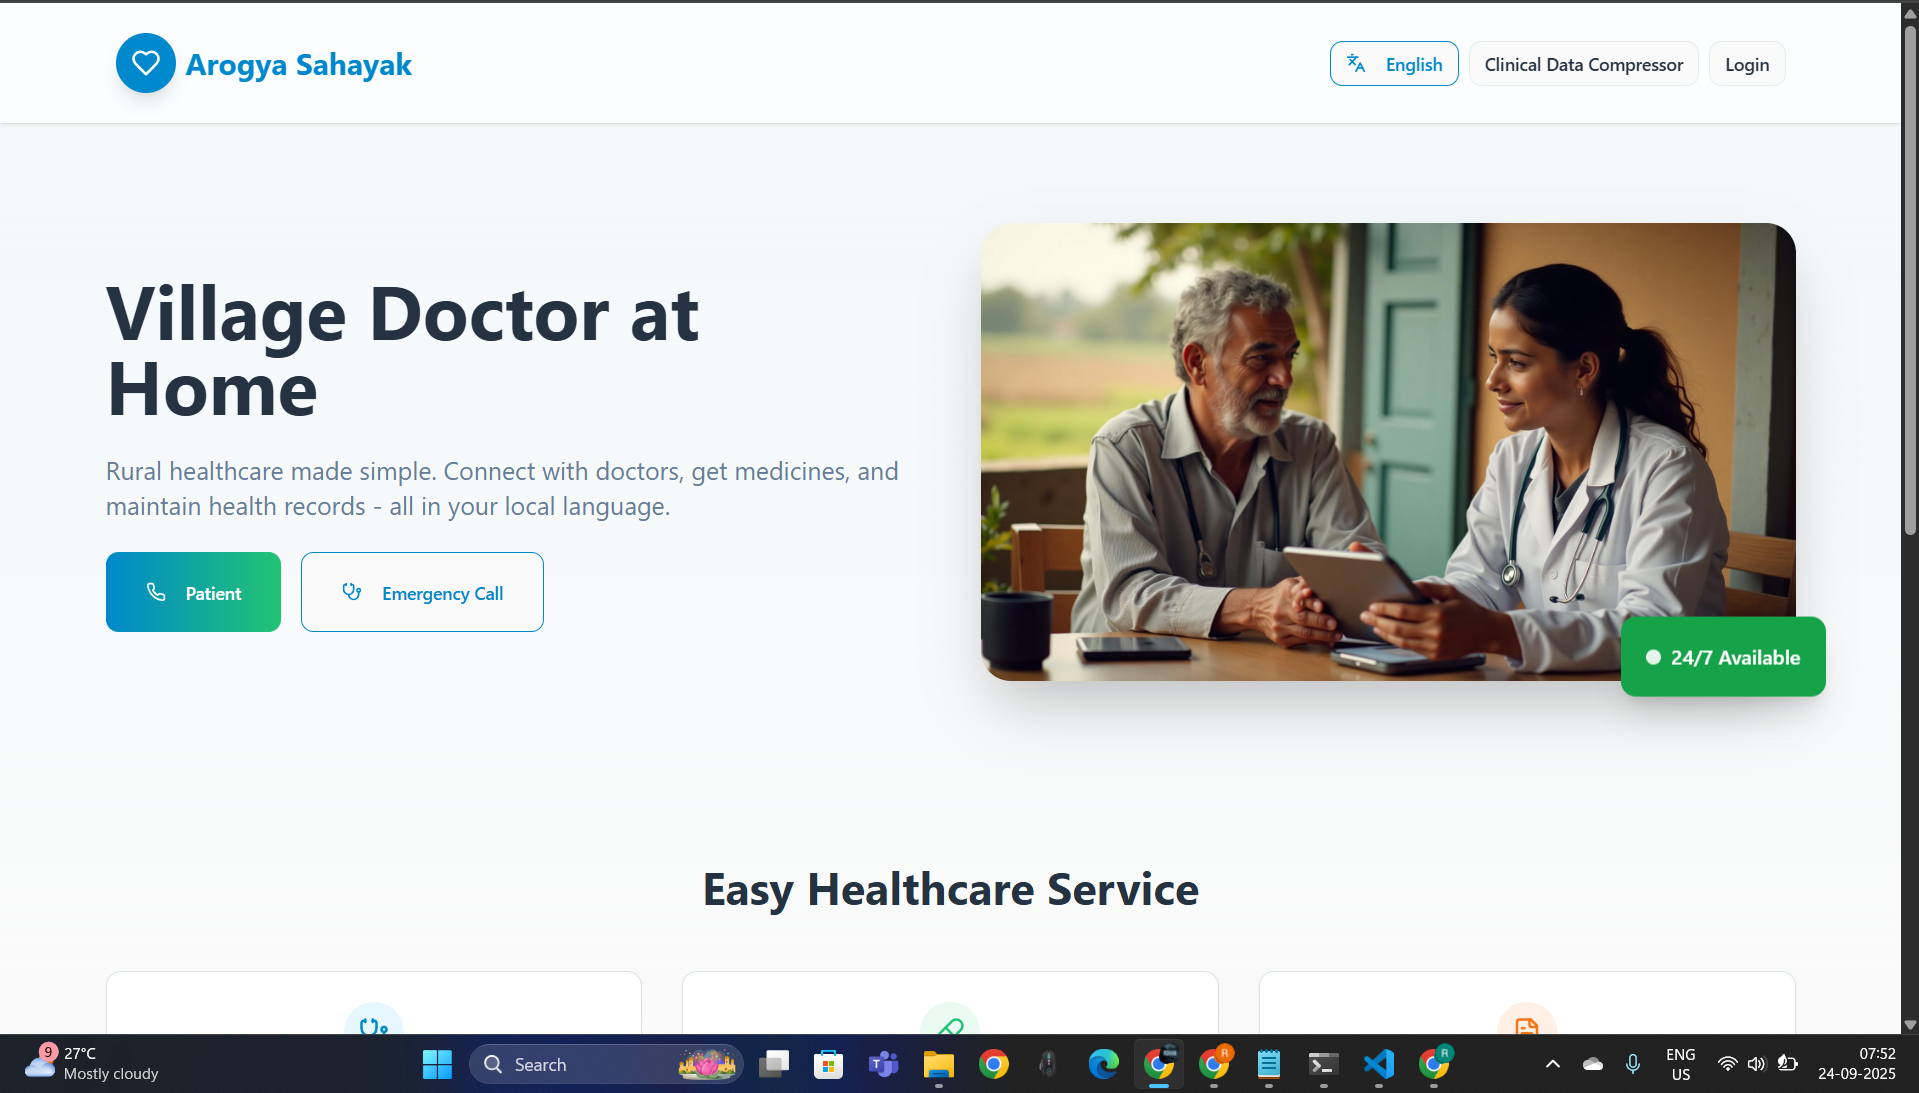 Arogya Sahayak
English
Clinical Data Compressor
Login
Village Doctor at
Home
Rural healthcare made simple. Connect with doctors, get medicines, and
maintain health records - all in your local language.
Patient
Emergency Call
24/7 Available
Easy Healthcare Service
9
27°C
Mostly cloudy
Search
T
R
R
ENG
US
07:52
24-09-2025